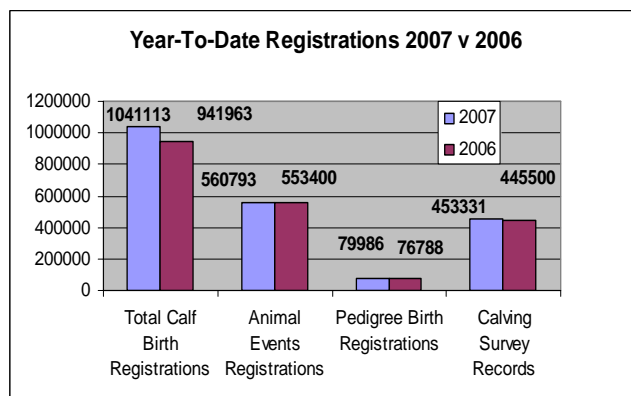 Year-To-Date Registrations 2007 v 2006
1200000
1000000
800000
600000
400000
200000
0
1041113
941963
560793
553400
79986
76788
453331
445500
2007
2006
Total Calf
Birth
Registrations
Animal
Events
Registrations
Pedigree Birth
Registrations
Calving
Survey
Records